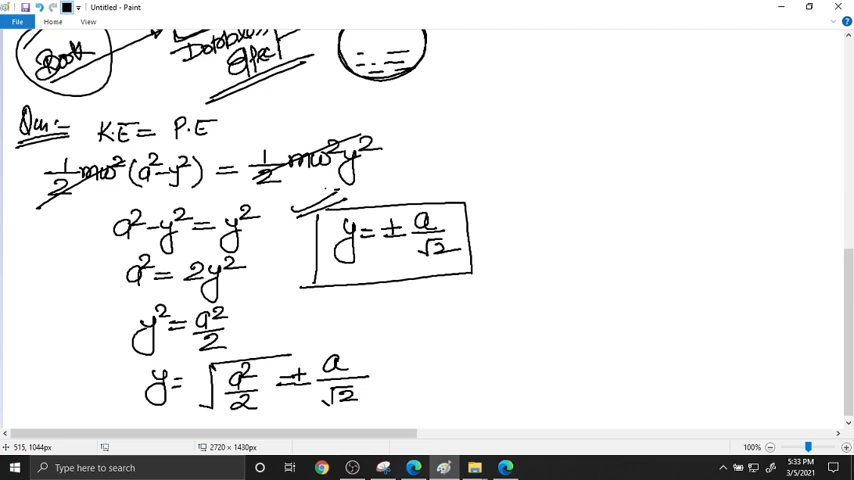 Untitled - Paint
File Home View
Effect
Que:- K.E = P.E
1/2 mω²(a²-y²) = 1/2 mω²y²
a²-y² = y²
y = ± a/√2
a² = 2y²
y² = a²/2
y = √(a²/2) = ± a/√2
515, 1044px
2720 × 1430px
100%
Type here to search
5:33 PM
3/5/2021